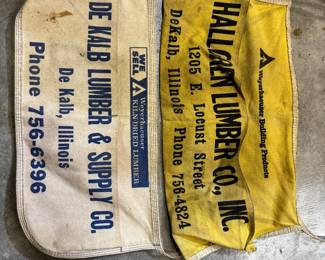 WE
SELL
Weyerhaeuser
KILN DRIED LUMBER
DE KALB LUMBER & SUPPLY CO.
De Kalb, Illinois
Phone 756-6396
Weyerhaeuser Building Products
LUMBER CO., INC.
1205 E. Locust Street
DeKalb, Illinois Phone 756-4824